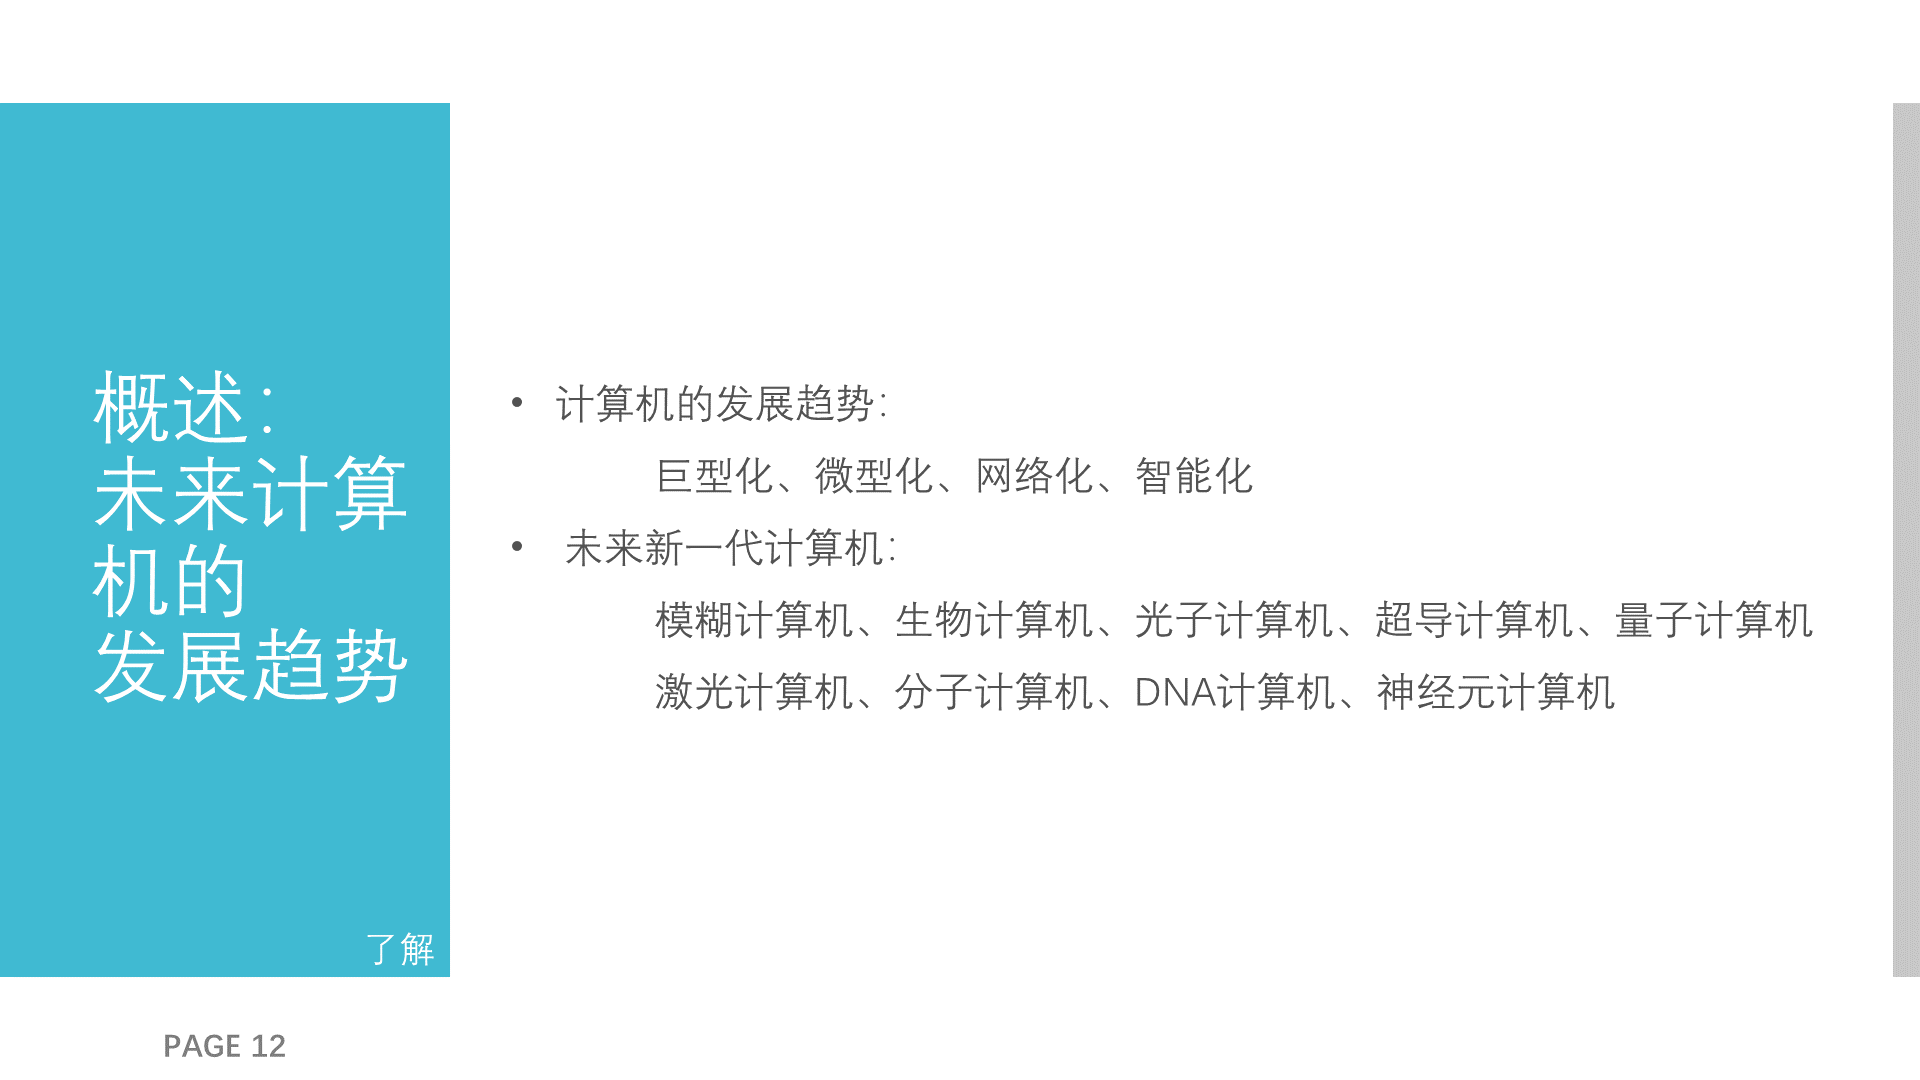 概述：
未来计算
机的
发展趋势
了解
• 计算机的发展趋势：
巨型化、微型化、网络化、智能化
• 未来新一代计算机：
模糊计算机、生物计算机、光子计算机、超导计算机、量子计算机
激光计算机、分子计算机、DNA计算机、神经元计算机
PAGE 12